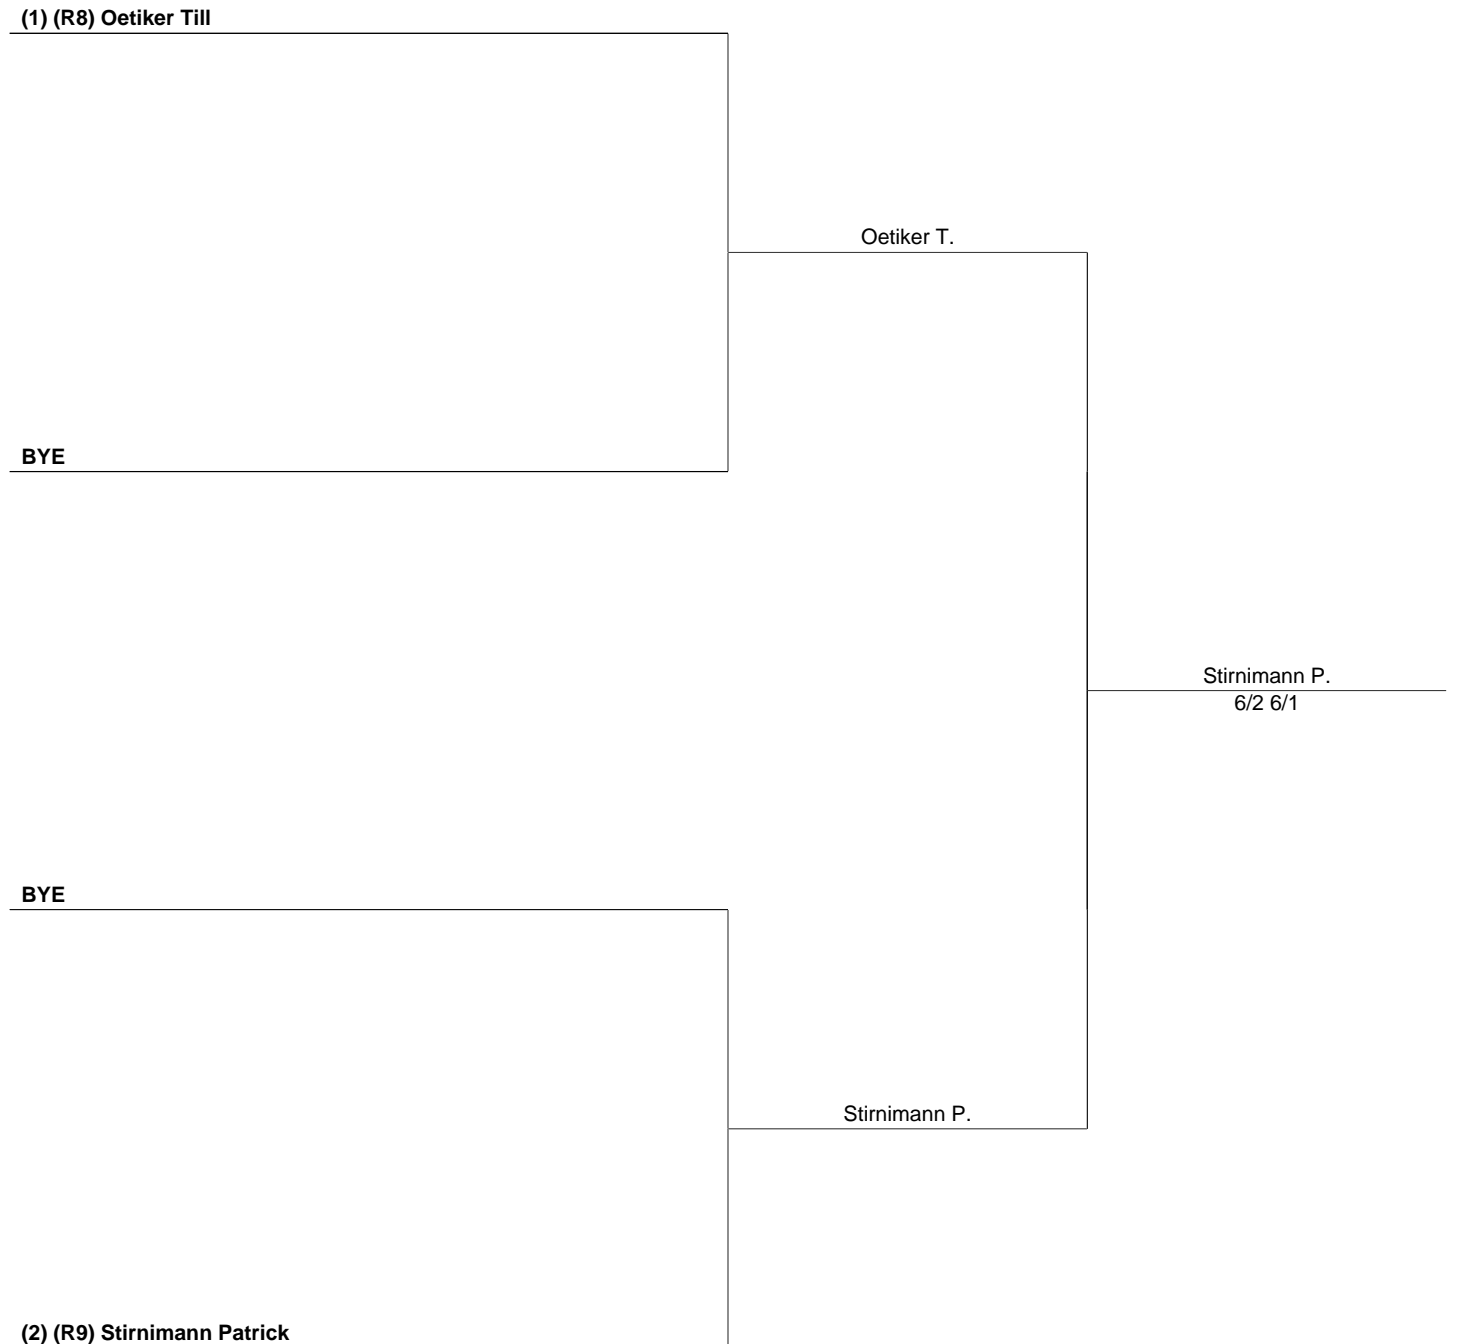 (1) (R8) Oetiker Till
Oetiker T.
BYE
Stirnimann P.
6/2 6/1
BYE
Stirnimann P.
(2) (R9) Stirnimann Patrick